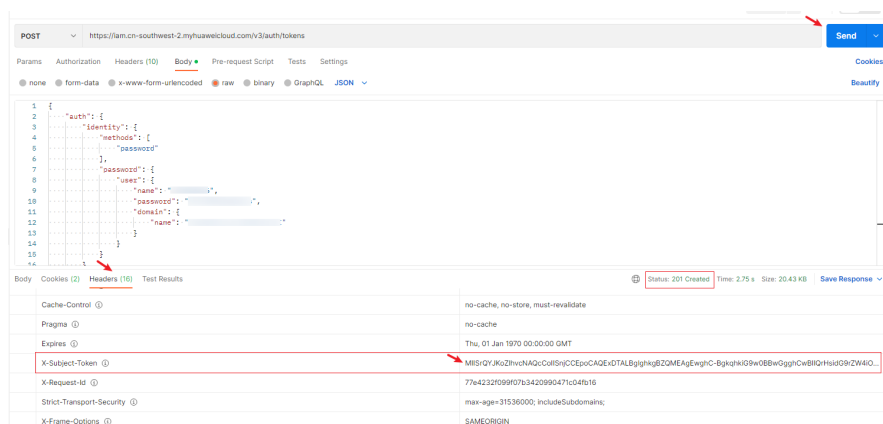 POST https://iam.cn-southwest-2.myhuaweicloud.com/v3/auth/tokens Send
Params Authorization Headers (10) Body Pre-request Script Tests Settings Cookies
none form-data x-www-form-urlencoded raw binary GraphQL JSON Beautify
1 {
2 "auth": {
3 "identity": {
4 "methods": [
5 "password"
6 ],
7 "password": {
8 "user": {
9 "name": "
10 "password": "
11 "domain": {
12 "name": "
13 }
14 }
15 }
16 }
Body Cookies (2) Headers (16) Test Results Status: 201 Created Time: 2.75 s Size: 20.43 KB Save Response
Cache-Control no-cache, no-store, must-revalidate
Pragma no-cache
Expires Thu, 01 Jan 1970 00:00:00 GMT
X-Subject-Token
X-Request-Id 77e4232f099f07b3420990471c04fb16
Strict-Transport-Security max-age=31536000; includeSubdomains;
X-Frame-Options SAMEORIGIN